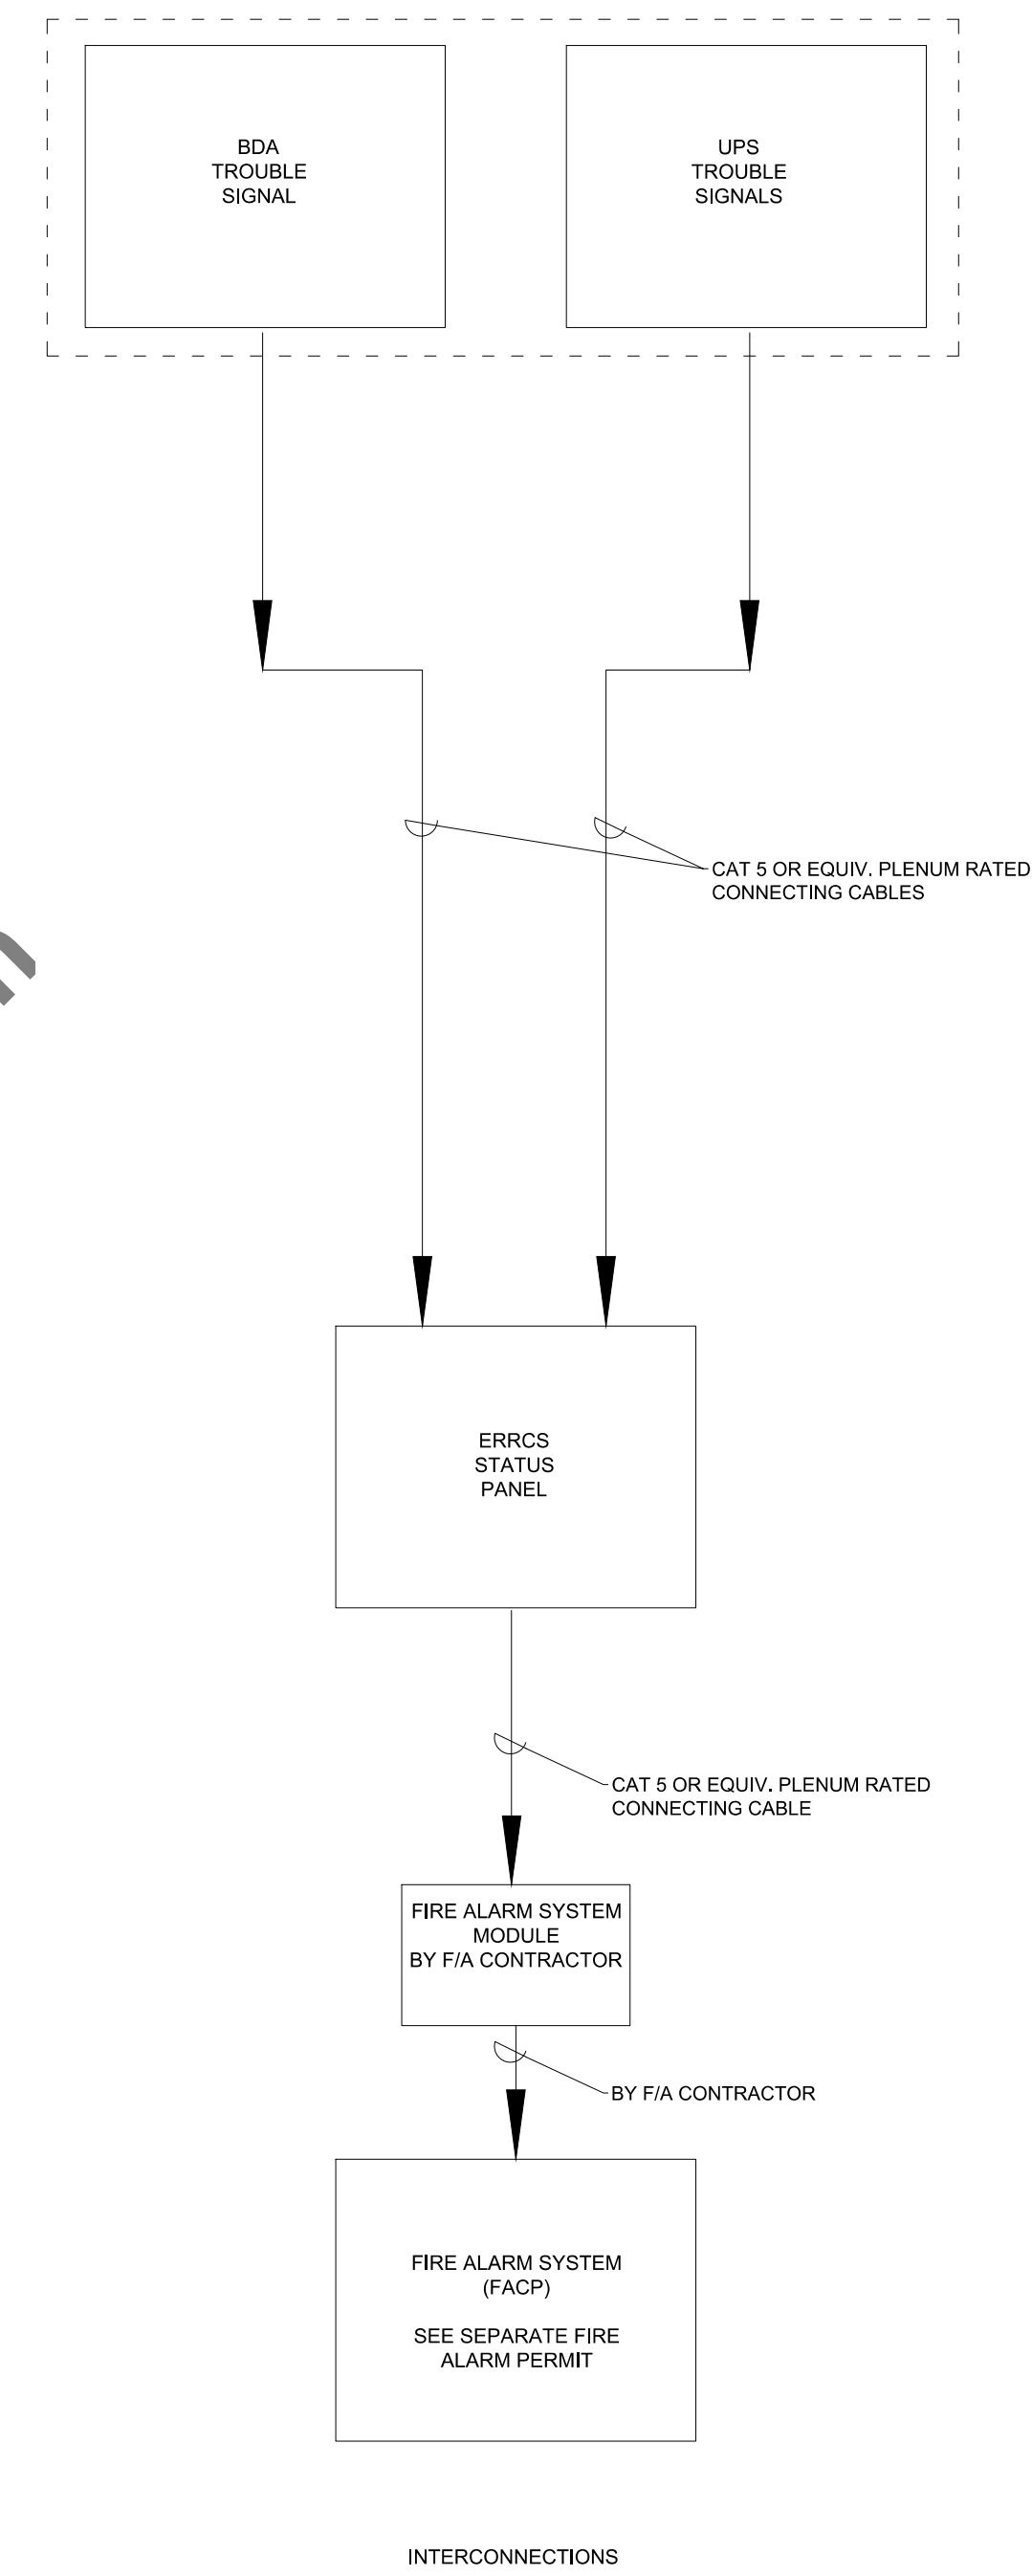 BDA
TROUBLE
SIGNAL
UPS
TROUBLE
SIGNALS
CAT 5 OR EQUIV. PLENUM RATED
CONNECTING CABLES
ERRCS
STATUS
PANEL
CAT 5 OR EQUIV. PLENUM RATED
CONNECTING CABLE
FIRE ALARM SYSTEM
MODULE
BY F/A CONTRACTOR
BY F/A CONTRACTOR
FIRE ALARM SYSTEM
(FACP)
SEE SEPARATE FIRE
ALARM PERMIT
INTERCONNECTIONS